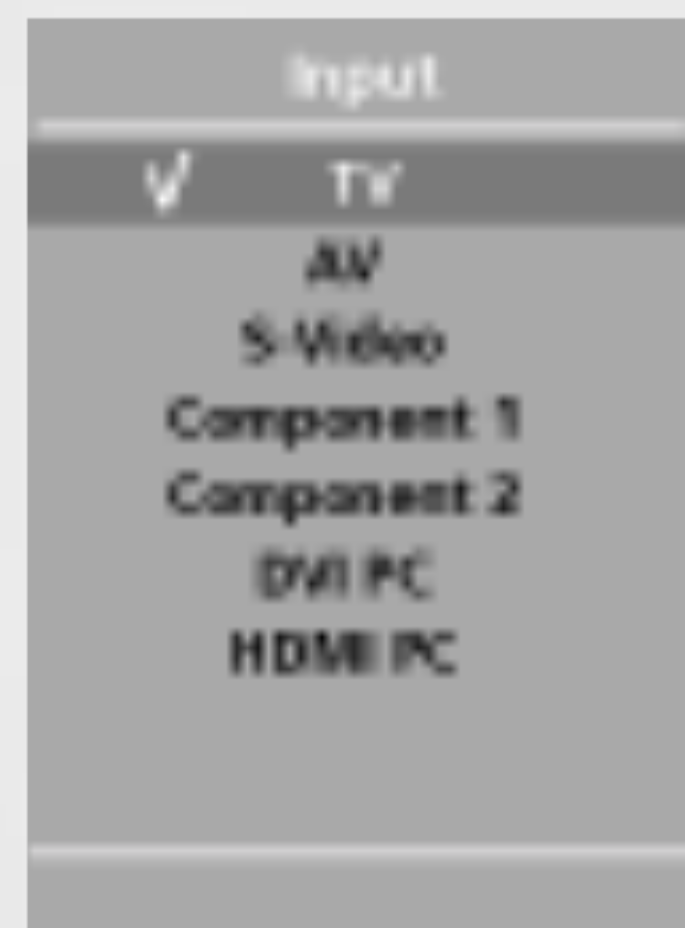 Input
√ TV
AV
S-Video
Component 1
Component 2
DVI PC
HDMI PC